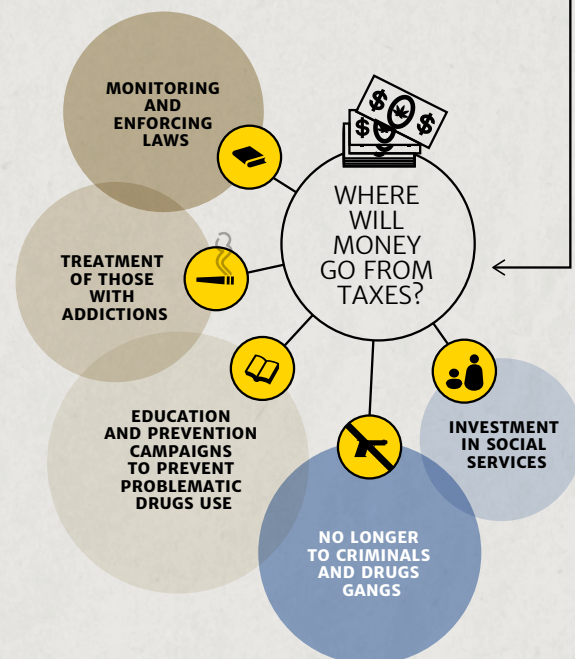 MONITORING
AND
ENFORCING
LAWS
WHERE
WILL
MONEY
GO FROM
TAXES?
TREATMENT
OF THOSE
WITH
ADDICTIONS
EDUCATION
AND PREVENTION
CAMPAIGNS
TO PREVENT
PROBLEMATIC
DRUGS USE
INVESTMENT
IN SOCIAL
SERVICES
NO LONGER
TO CRIMINALS
AND DRUGS
GANGS